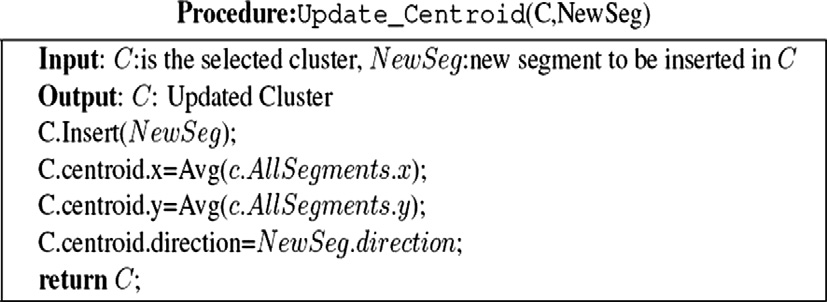 Procedure:Update_Centroid(C,NewSeg)
Input: C:is the selected cluster, NewSeg:new segment to be inserted in C
Output: C: Updated Cluster
C.Insert(NewSeg);
C.centroid.x=Avg(c.AllSegments.x);
C.centroid.y=Avg(c.AllSegments.y);
C.centroid.direction=NewSeg.direction;
return C;